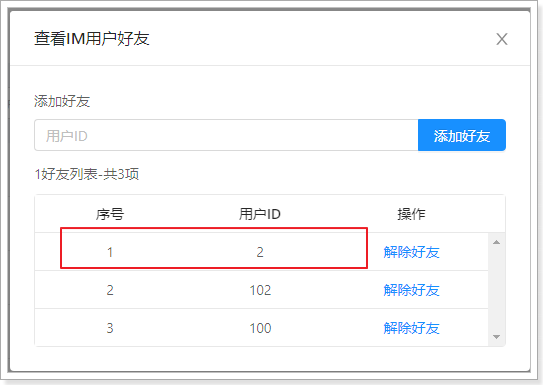 查看IM用户好友
添加好友
用户ID 添加好友
1好友列表-共3项
序号 用户ID 操作
1 2 解除好友
2 102 解除好友
3 100 解除好友